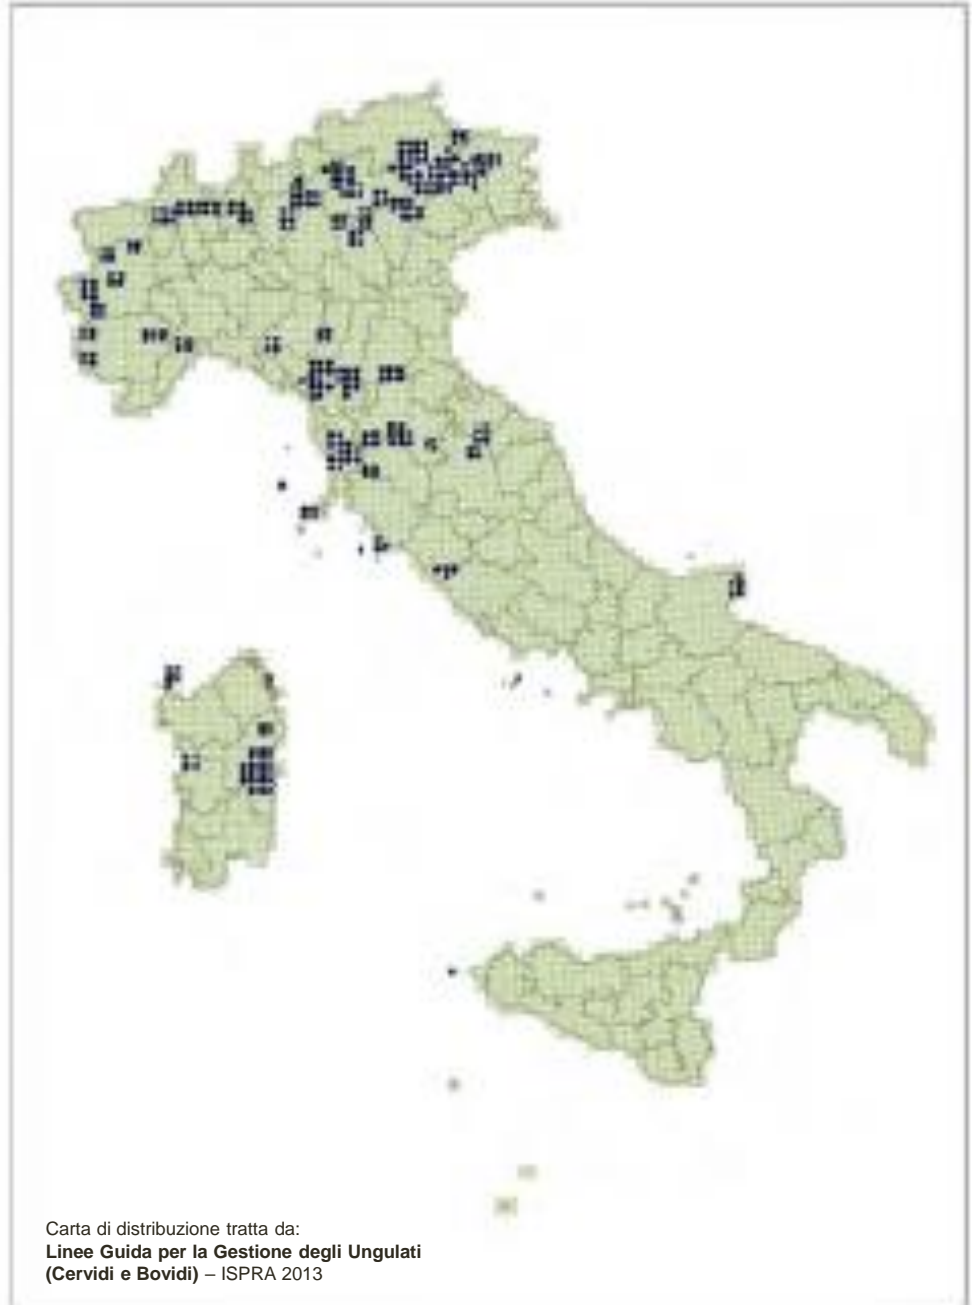 Carta di distribuzione tratta da:
Linee Guida per la Gestione degli Ungulati
(Cervidi e Bovidi) – ISPRA 2013